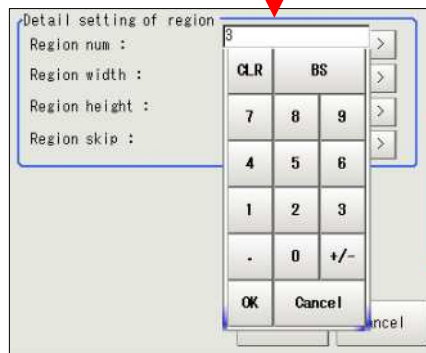 Detail setting of region
Region num :
3
>
Region width :
>
Region height :
>
Region skip :
>
CLR BS
7 8 9
4 5 6
1 2 3
. 0 +/-
OK Cancel
ncel